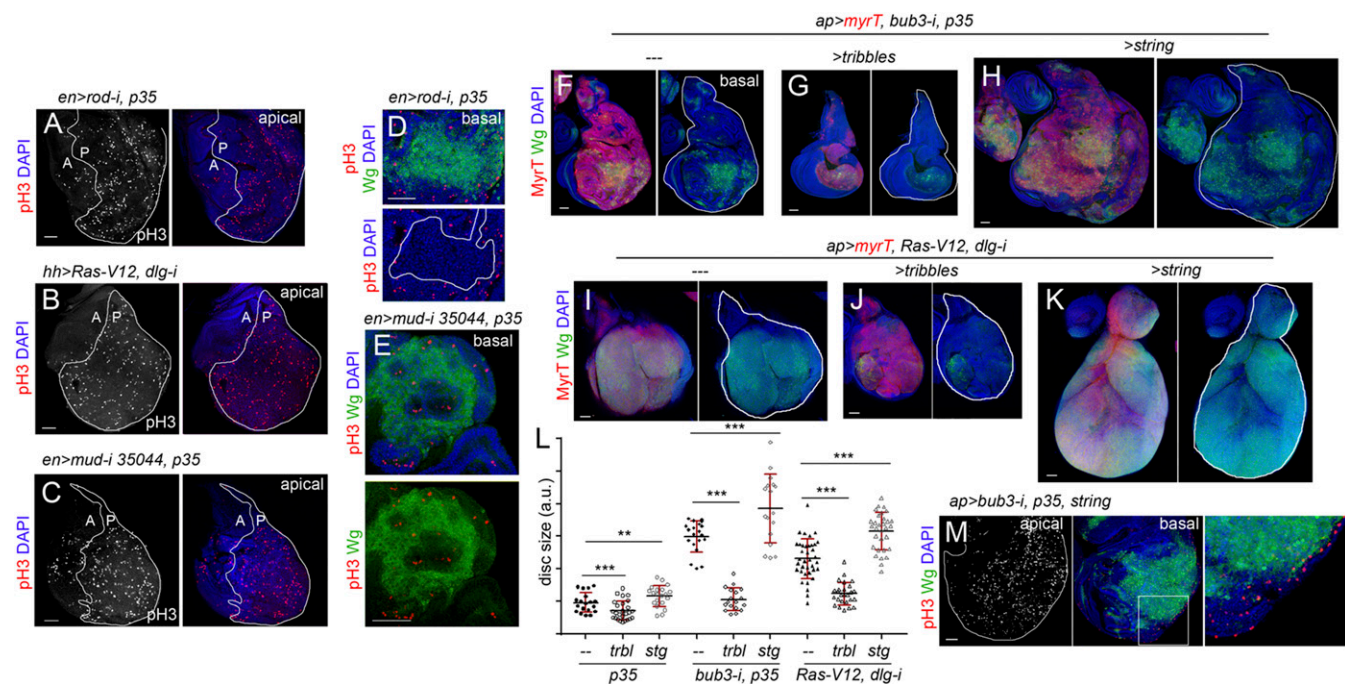 ap>myrT, bub3-i, p35
---
>tribbles
>string
en>rod-i, p35
A
apical
A
P
A
P
pH3
pH3 DAPI
en>rod-i, p35
D
basal
pH3
Wg DAPI
pH3 DAPI
F
basal
G
H
MyrT Wg DAPI
hh>Ras-V12, dlg-i
B
apical
A
P
A
P
pH3
pH3 DAPI
en>mud-i 35044, p35
E
basal
pH3 Wg DAPI
pH3 Wg
ap>myrT, Ras-V12, dlg-i
---
>tribbles
>string
I
J
K
MyrT Wg DAPI
en>mud-i 35044, p35
C
apical
A
P
A
P
pH3
pH3 DAPI
L
disc size (a.u.)
***
**
***
***
***
***
--
trbl
stg
--
trbl
stg
--
trbl
stg
p35
bub3-i, p35
Ras-V12, dlg-i
ap>bub3-i, p35, string
M
apical
basal
pH3 Wg DAPI